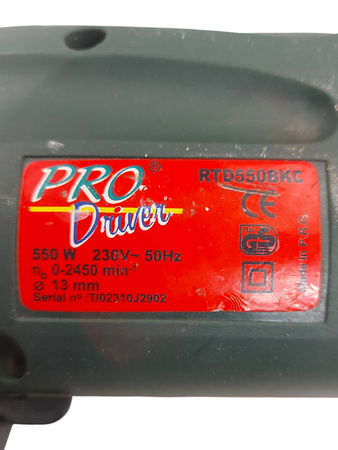 PRO®
Driver
RTD550BKC
CE
GS
Made in P.R.C
550 W 230V~ 50Hz
n₀ 0-2450 min⁻¹
Ø 13 mm
Serial nº :TI02310J2902